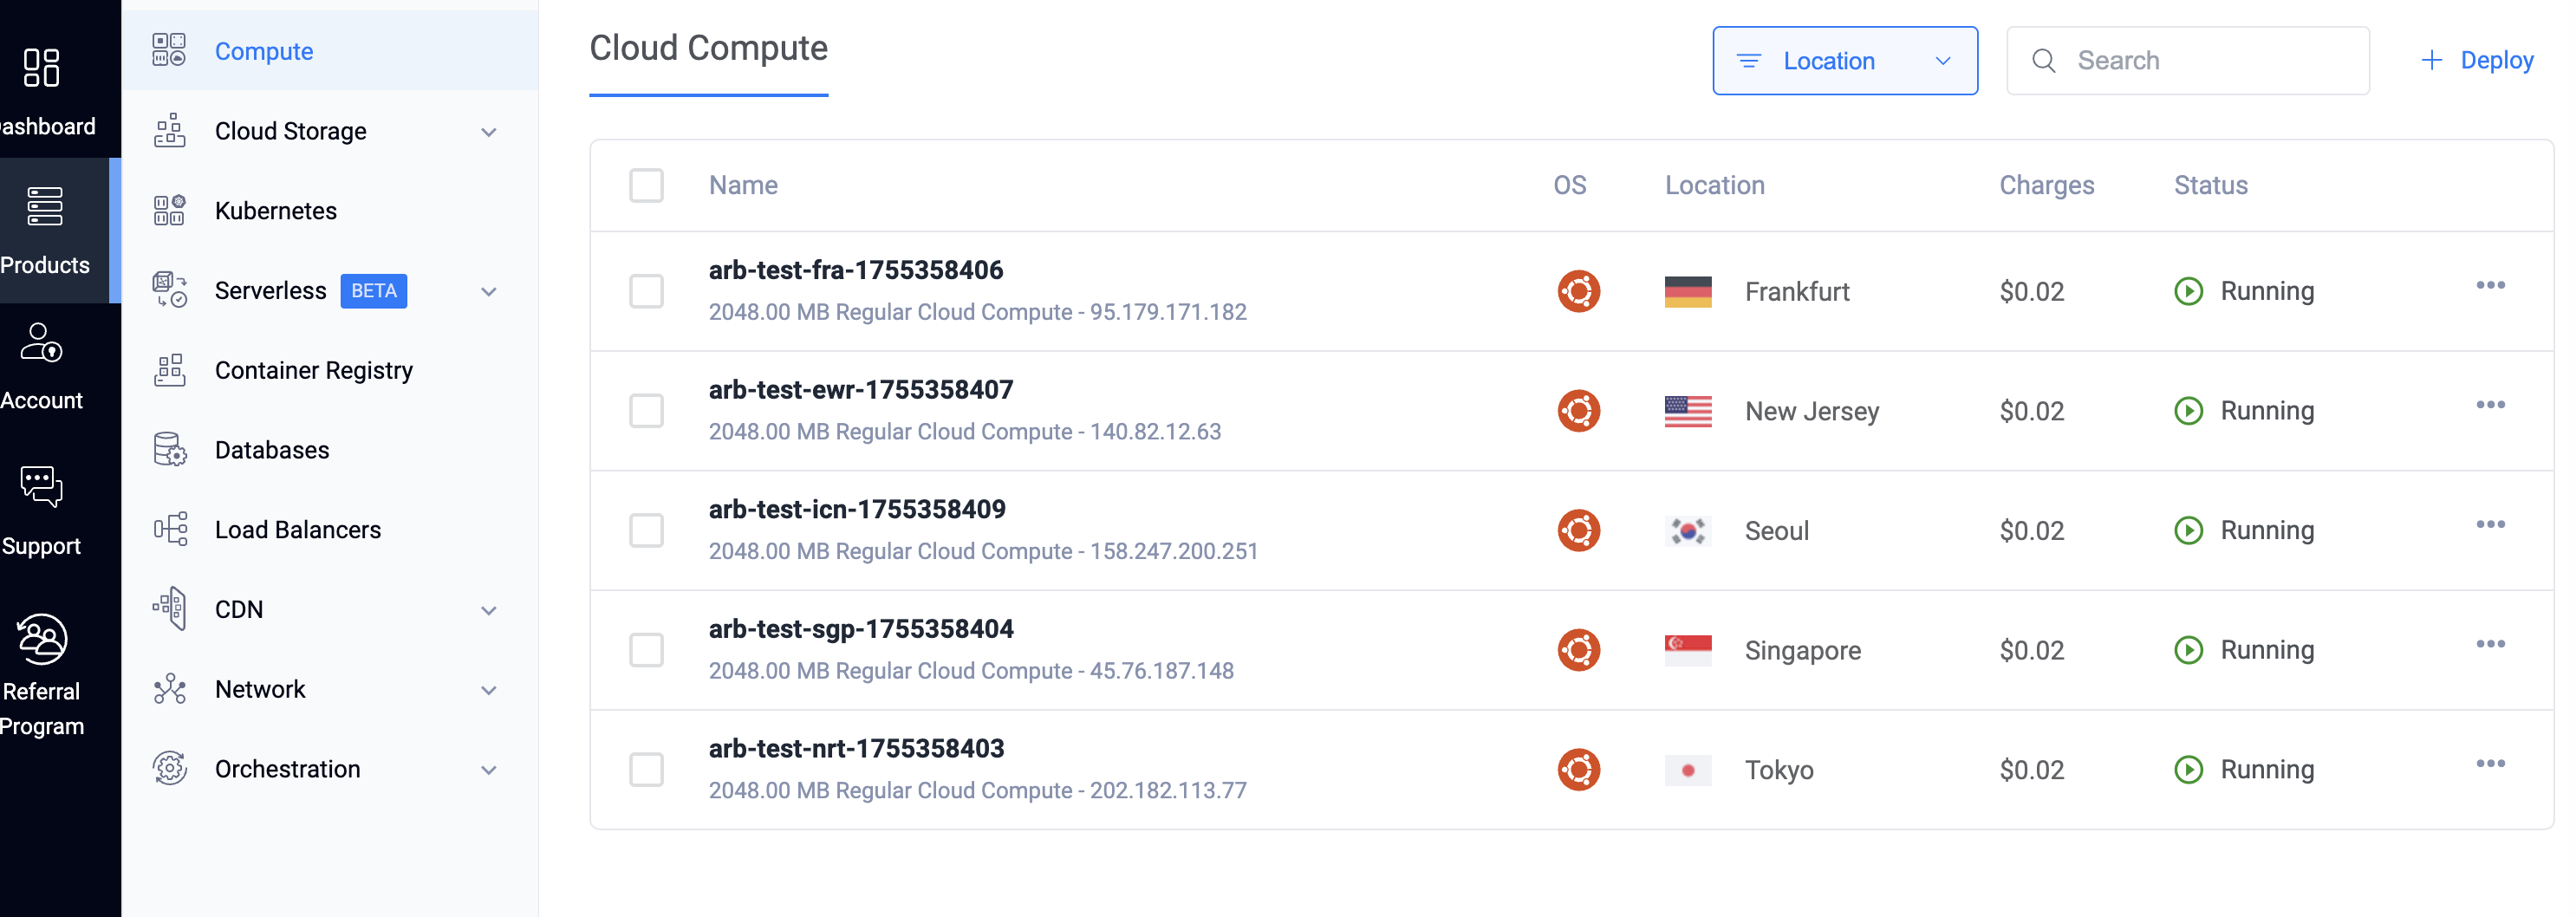 ashboard
Products
Account
Support
Referral
Program
Compute
Cloud Storage
Kubernetes
Serverless BETA
Container Registry
Databases
Load Balancers
CDN
Network
Orchestration
Cloud Compute
Location
Search
+ Deploy
Name OS Location Charges Status
arb-test-fra-1755358406
2048.00 MB Regular Cloud Compute - 95.179.171.182
Frankfurt $0.02 Running
arb-test-ewr-1755358407
2048.00 MB Regular Cloud Compute - 140.82.12.63
New Jersey $0.02 Running
arb-test-icn-1755358409
2048.00 MB Regular Cloud Compute - 158.247.200.251
Seoul $0.02 Running
arb-test-sgp-1755358404
2048.00 MB Regular Cloud Compute - 45.76.187.148
Singapore $0.02 Running
arb-test-nrt-1755358403
2048.00 MB Regular Cloud Compute - 202.182.113.77
Tokyo $0.02 Running